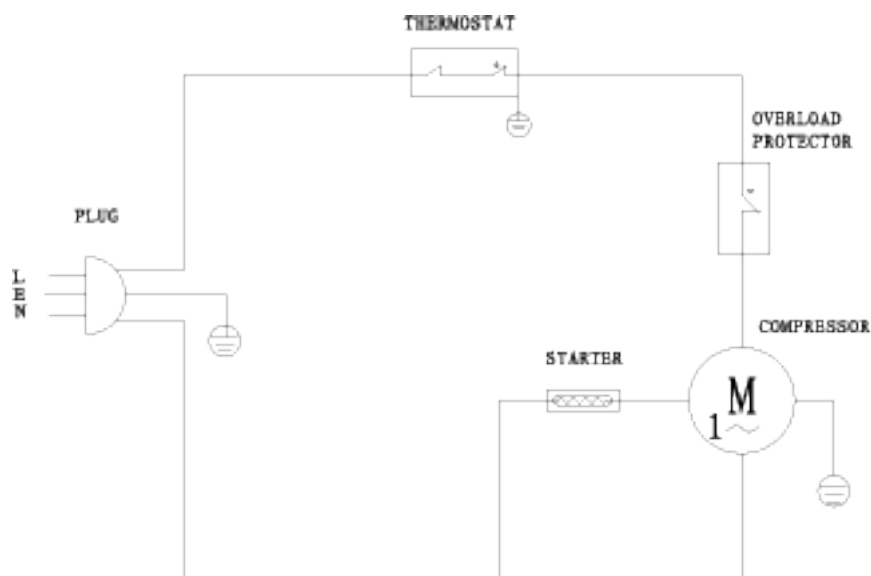 THERMOSTAT
OVERLOAD
PROTECTOR
PLUG
L
E
N
COMPRESSOR
STARTER
M
1~